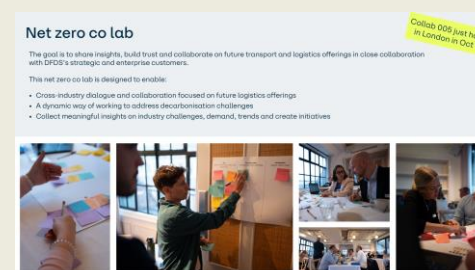 Net zero co lab
Collab 005 just
in London in Oct
The goal is to share insights, build trust and collaborate on future transport and logistics offerings in close collaboration
with DFDS's strategic and enterprise customers.
This net zero co lab is designed to enable:
• Cross-industry dialogue and collaboration focused on future logistics offerings
• A dynamic way of working to address decarbonisation challenges
• Collect meaningful insights on industry challenges, demand, trends and create initiatives